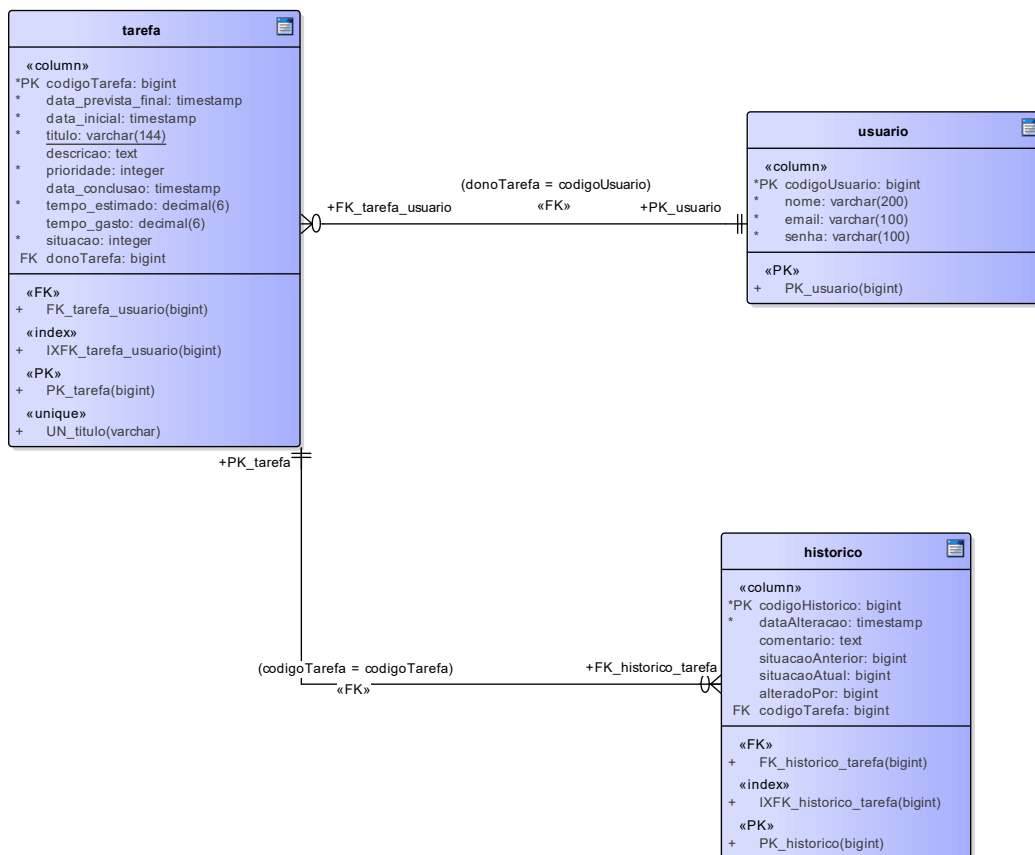 tarefa
«column»
*PK codigoTarefa: bigint
* data_prevista_final: timestamp
* data_inicial: timestamp
* titulo: varchar(144)
descricao: text
* prioridade: integer
data_conclusao: timestamp
* tempo_estimado: decimal(6)
tempo_gasto: decimal(6)
* situacao: integer
FK donoTarefa: bigint
«FK»
+ FK_tarefa_usuario(bigint)
«index»
+ IXFK_tarefa_usuario(bigint)
«PK»
+ PK_tarefa(bigint)
«unique»
+ UN_titulo(varchar)
(donoTarefa = codigoUsuario)
+FK_tarefa_usuario
«FK»
+PK_usuario
usuario
«column»
*PK codigoUsuario: bigint
* nome: varchar(200)
* email: varchar(100)
* senha: varchar(100)
«PK»
+ PK_usuario(bigint)
+PK_tarefa
(codigoTarefa = codigoTarefa)
«FK»
+FK_historico_tarefa
historico
«column»
*PK codigoHistorico: bigint
* dataAlteracao: timestamp
comentario: text
situacaoAnterior: bigint
situacaoAtual: bigint
alteradoPor: bigint
FK codigoTarefa: bigint
«FK»
+ FK_historico_tarefa(bigint)
«index»
+ IXFK_historico_tarefa(bigint)
«PK»
+ PK_historico(bigint)